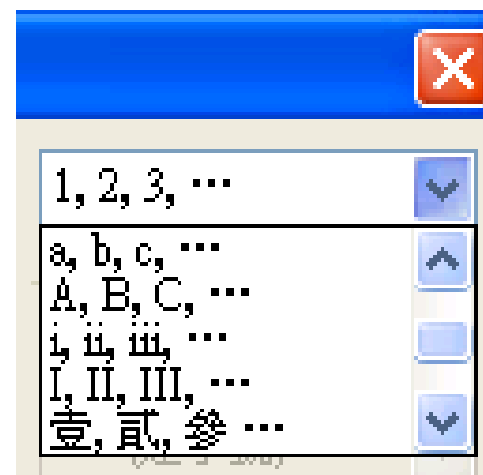 1, 2, 3, …
a, b, c, …
A, B, C, …
i, ii, iii, …
I, II, III, …
壹, 貳, 參 …